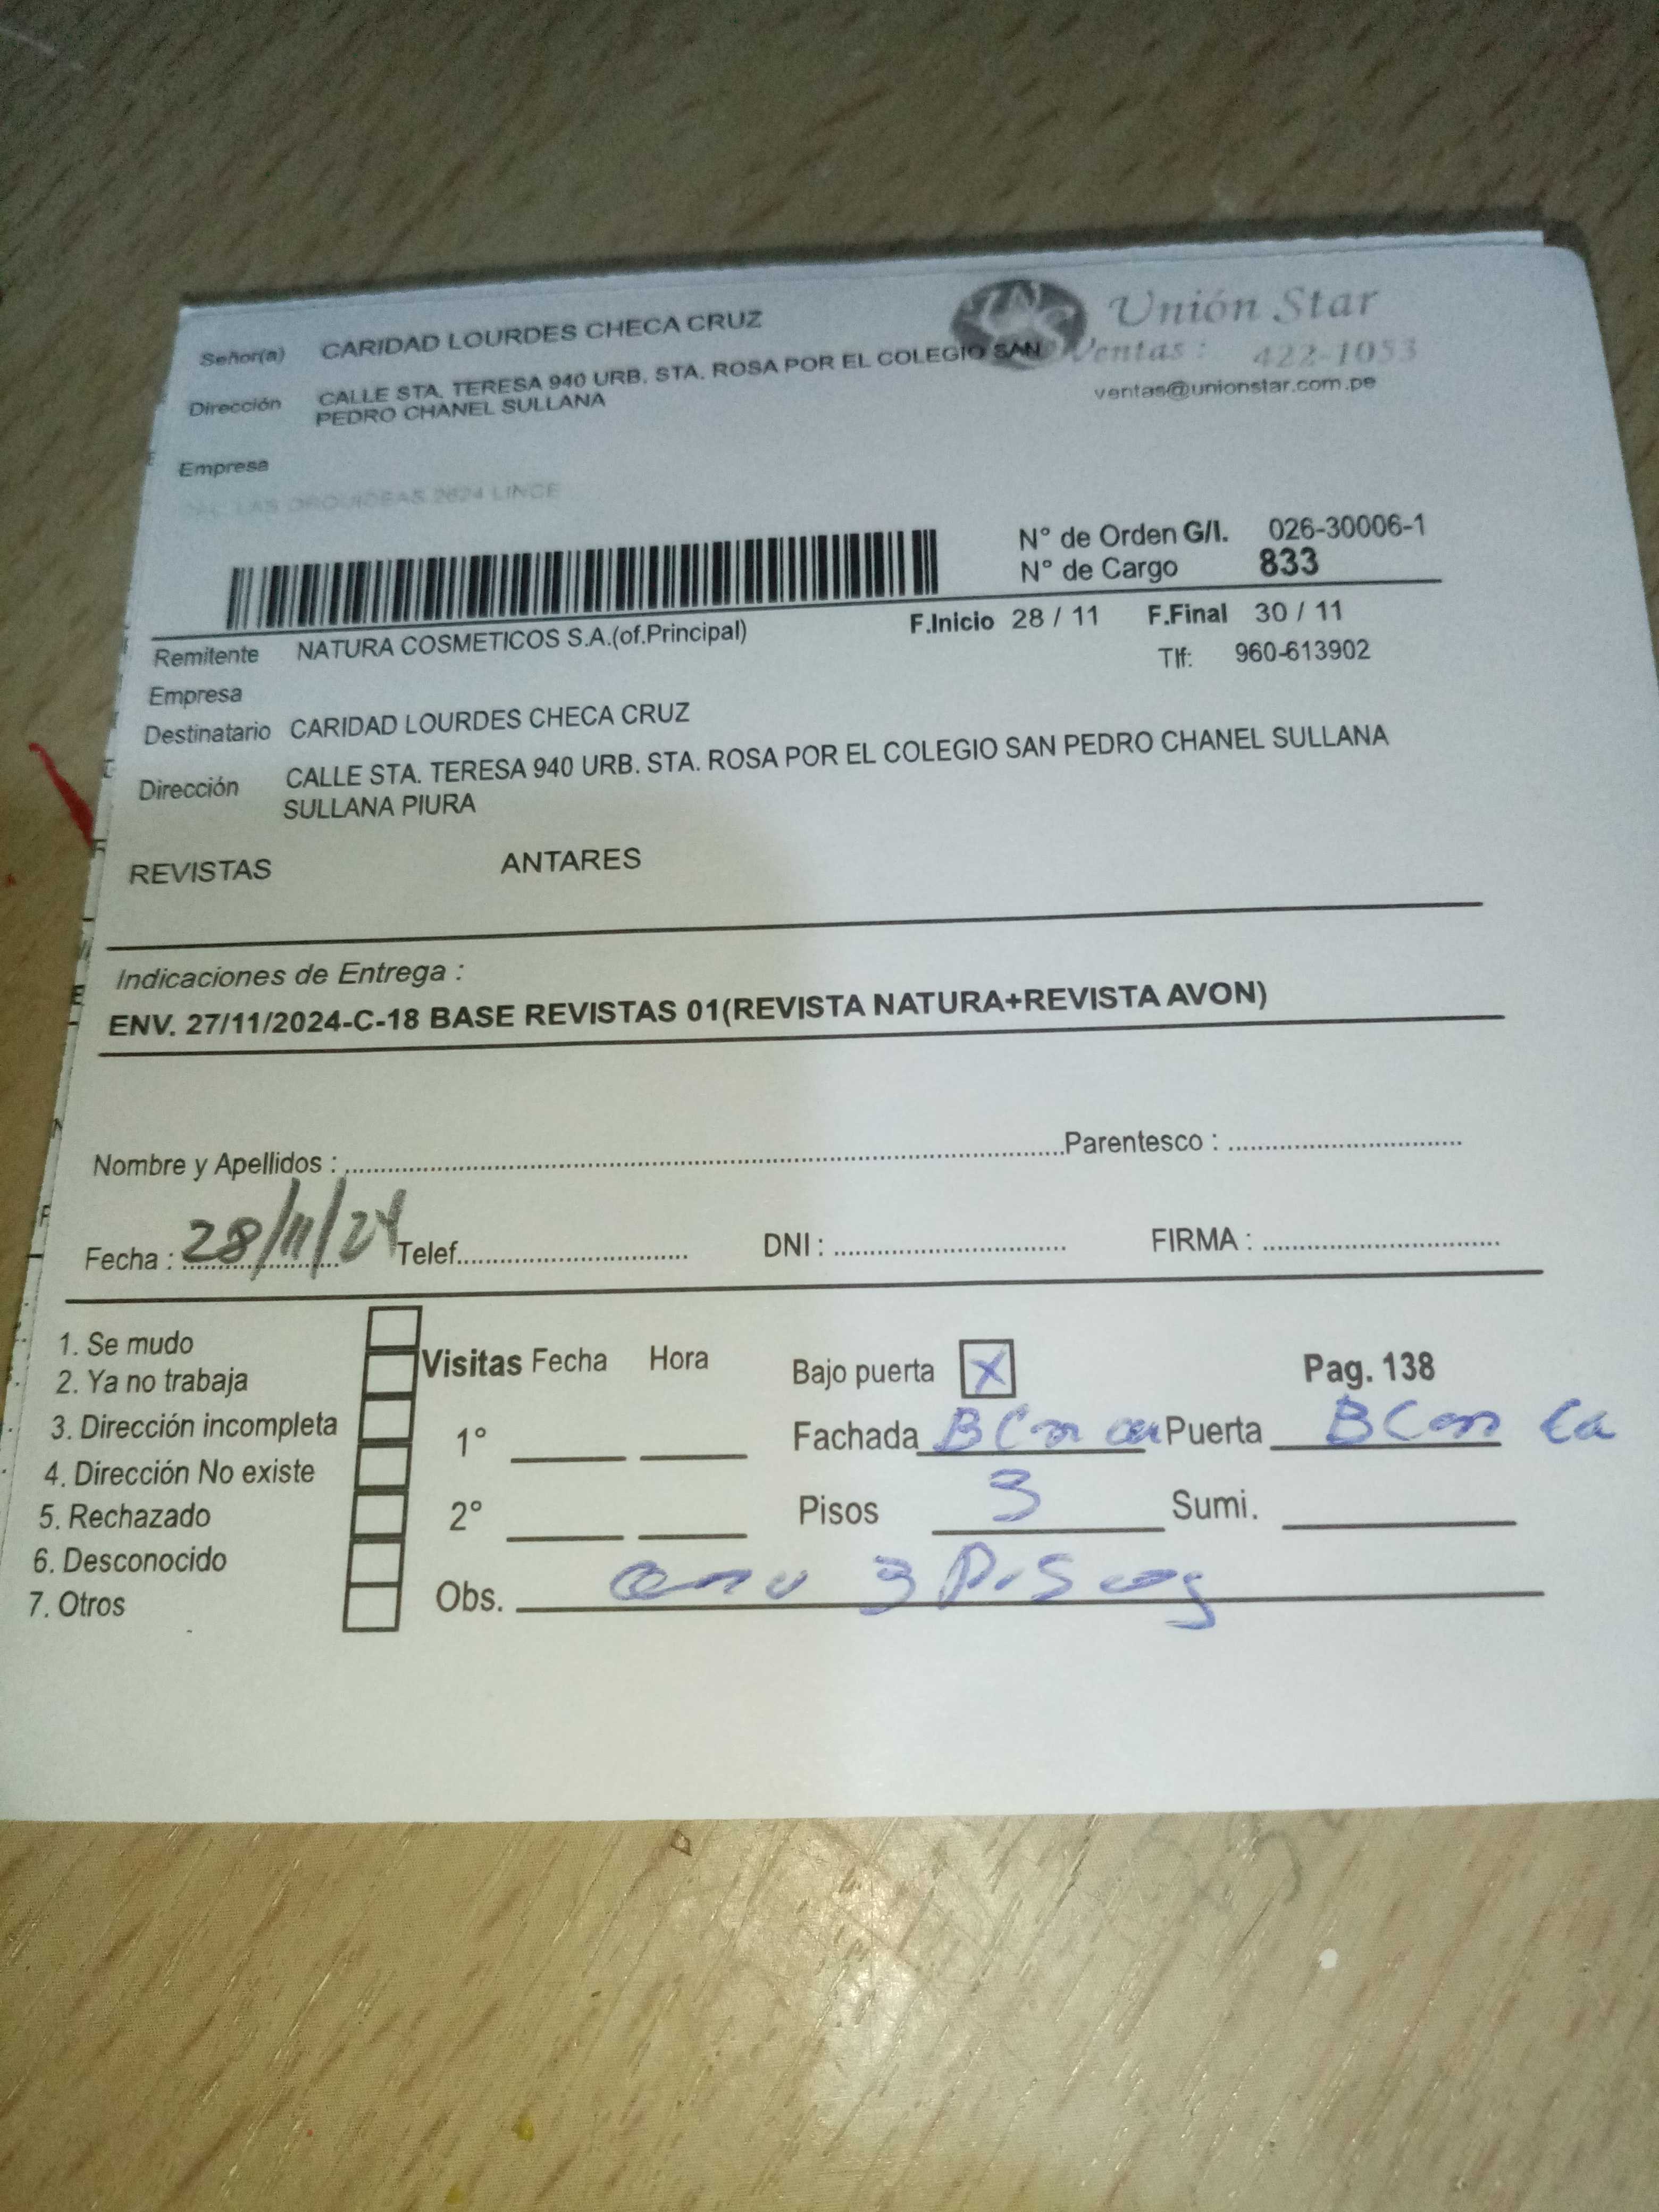 Señor(a) CARIDAD LOURDES CHECA CRUZ
Unión Star
Dirección CALLE STA. TERESA 940 URB. STA. ROSA POR EL COLEGIO SAN
PEDRO CHANEL SULLANA
Ventas : 422-1053
ventas@unionstar.com.pe
Empresa
CAL. LAS ORQUIDEAS 2624 LINCE
N° de Orden G/I. 026-30006-1
N° de Cargo 833
F.Inicio 28 / 11 F.Final 30 / 11
Remitente NATURA COSMETICOS S.A.(of.Principal)
Tlf: 960-613902
Empresa
Destinatario CARIDAD LOURDES CHECA CRUZ
Dirección CALLE STA. TERESA 940 URB. STA. ROSA POR EL COLEGIO SAN PEDRO CHANEL SULLANA
SULLANA PIURA
REVISTAS ANTARES
Indicaciones de Entrega :
ENV. 27/11/2024-C-18 BASE REVISTAS 01(REVISTA NATURA+REVISTA AVON)
Nombre y Apellidos : Parentesco :
Fecha : 28/11/24 Telef. DNI : FIRMA :
1. Se mudo
2. Ya no trabaja
3. Dirección incompleta
4. Dirección No existe
5. Rechazado
6. Desconocido
7. Otros
Visitas Fecha Hora
1°
2°
Bajo puerta X Pag. 138
Fachada Puerta
Pisos 3 Sumi.
Obs. 3 Pisos